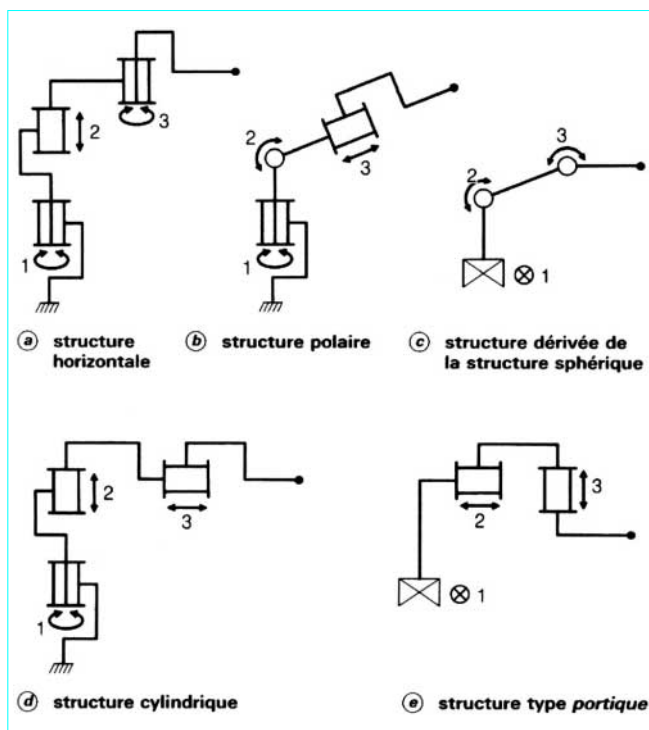 2
3
1
2
3
1
3
2
1
a structure
horizontale
b structure polaire
c structure dérivée de
la structure sphérique
2
3
1
3
2
1
d structure cylindrique
e structure type portique